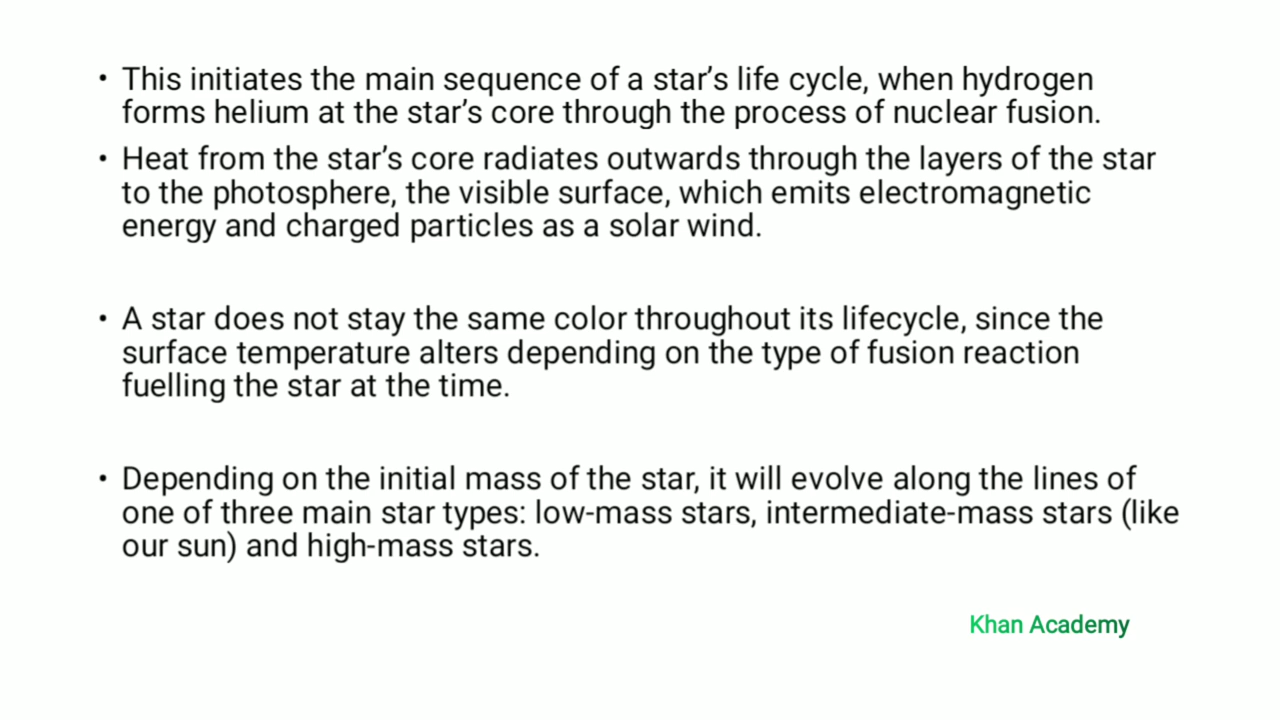 • This initiates the main sequence of a star’s life cycle, when hydrogen
forms helium at the star’s core through the process of nuclear fusion.
• Heat from the star’s core radiates outwards through the layers of the star
to the photosphere, the visible surface, which emits electromagnetic
energy and charged particles as a solar wind.
• A star does not stay the same color throughout its lifecycle, since the
surface temperature alters depending on the type of fusion reaction
fuelling the star at the time.
• Depending on the initial mass of the star, it will evolve along the lines of
one of three main star types: low-mass stars, intermediate-mass stars (like
our sun) and high-mass stars.
Khan Academy